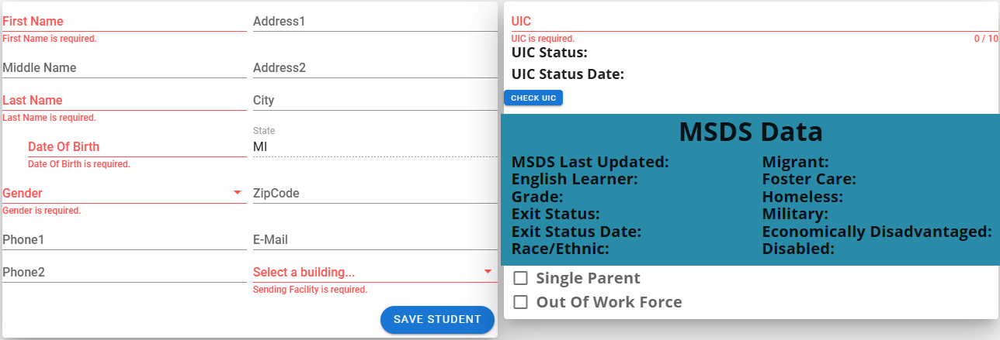 First Name
First Name is required.
Middle Name
Last Name
Last Name is required.
Date Of Birth
Date Of Birth is required.
Gender
Gender is required.
Phone1
Phone2
Address1
Address2
City
State
MI
ZipCode
E-Mail
Select a building...
Sending Facility is required.
SAVE STUDENT
UIC
UIC is required.
0 / 10
UIC Status:
UIC Status Date:
CHECK UIC
MSDS Data
MSDS Last Updated:
English Learner:
Grade:
Exit Status:
Exit Status Date:
Race/Ethnic:
Migrant:
Foster Care:
Homeless:
Military:
Economically Disadvantaged:
Disabled:
Single Parent
Out Of Work Force